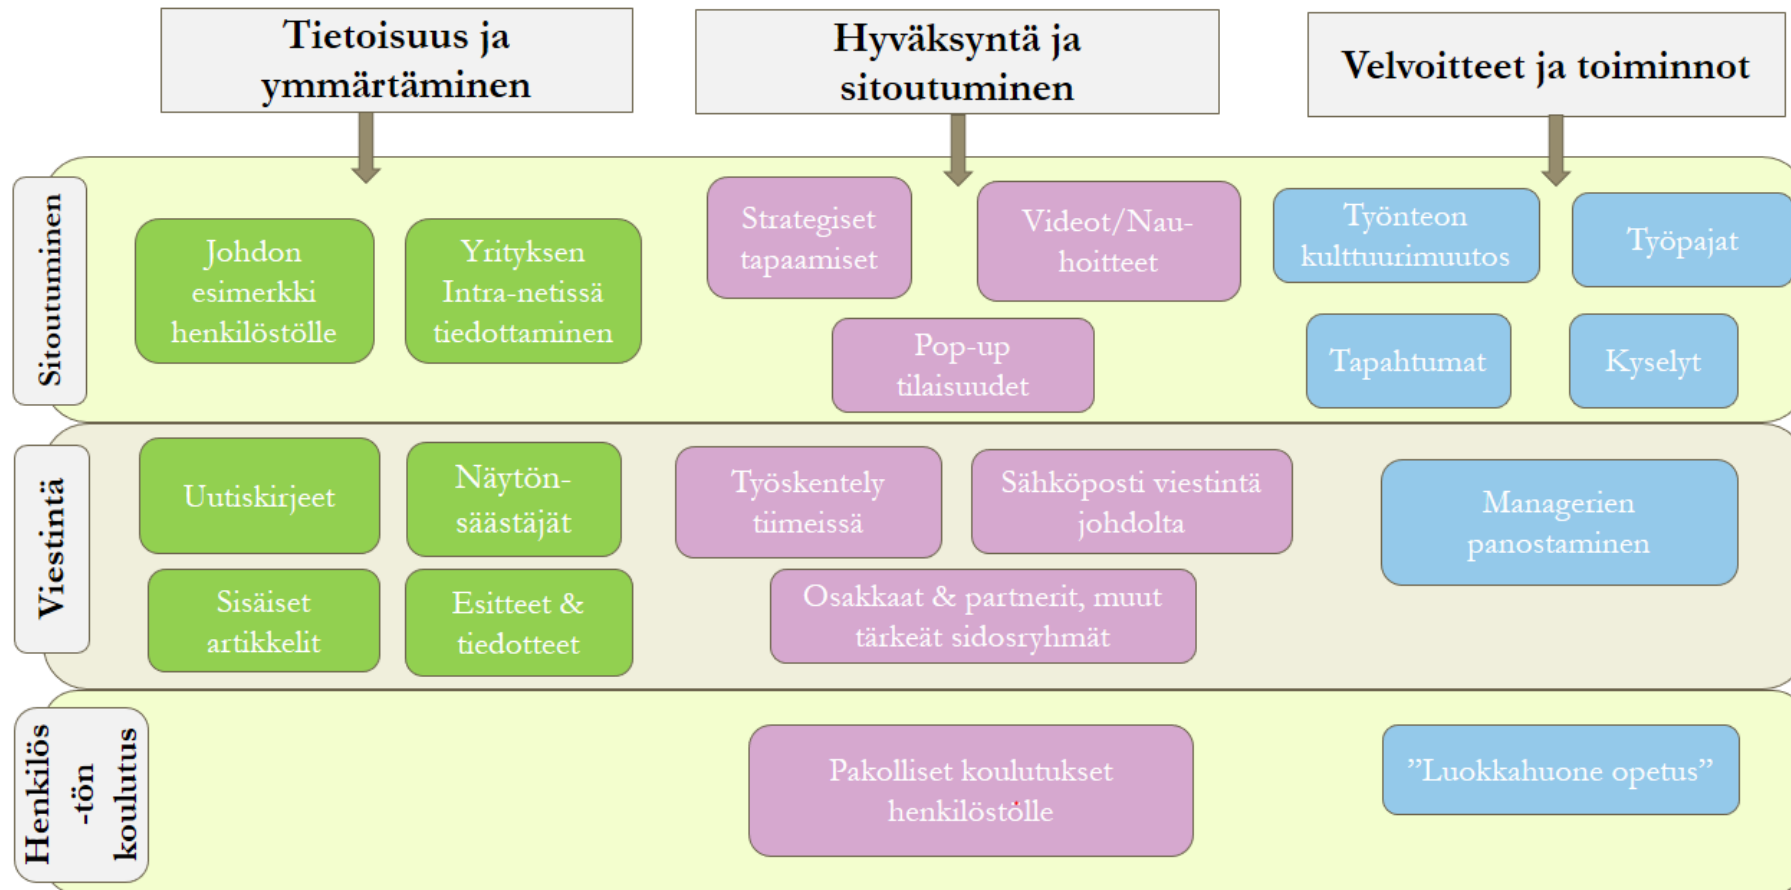 Tietoisuus ja
ymmärtäminen
Hyväksyntä ja
sitoutuminen
Velvoitteet ja toiminnot
Sitoutuminen
Johdon
esimerkki
henkilöstölle
Yrityksen
Intra-netissä
tiedottaminen
Strategiset
tapaamiset
Videot/Nau-
hoitteet
Pop-up
tilaisuudet
Työnteon
kulttuurimuutos
Työpajat
Tapahtumat
Kyselyt
Viestintä
Uutiskirjeet
Näytön-
säästäjät
Sisäiset
artikkelit
Esitteet &
tiedotteet
Työskentely
tiimeissä
Sähköposti viestintä
johdolta
Osakkaat & partnerit, muut
tärkeät sidosryhmät
Managerien
panostaminen
Henkilös
-tön
koulutus
Pakolliset koulutukset
henkilöstölle
”Luokkahuone opetus”